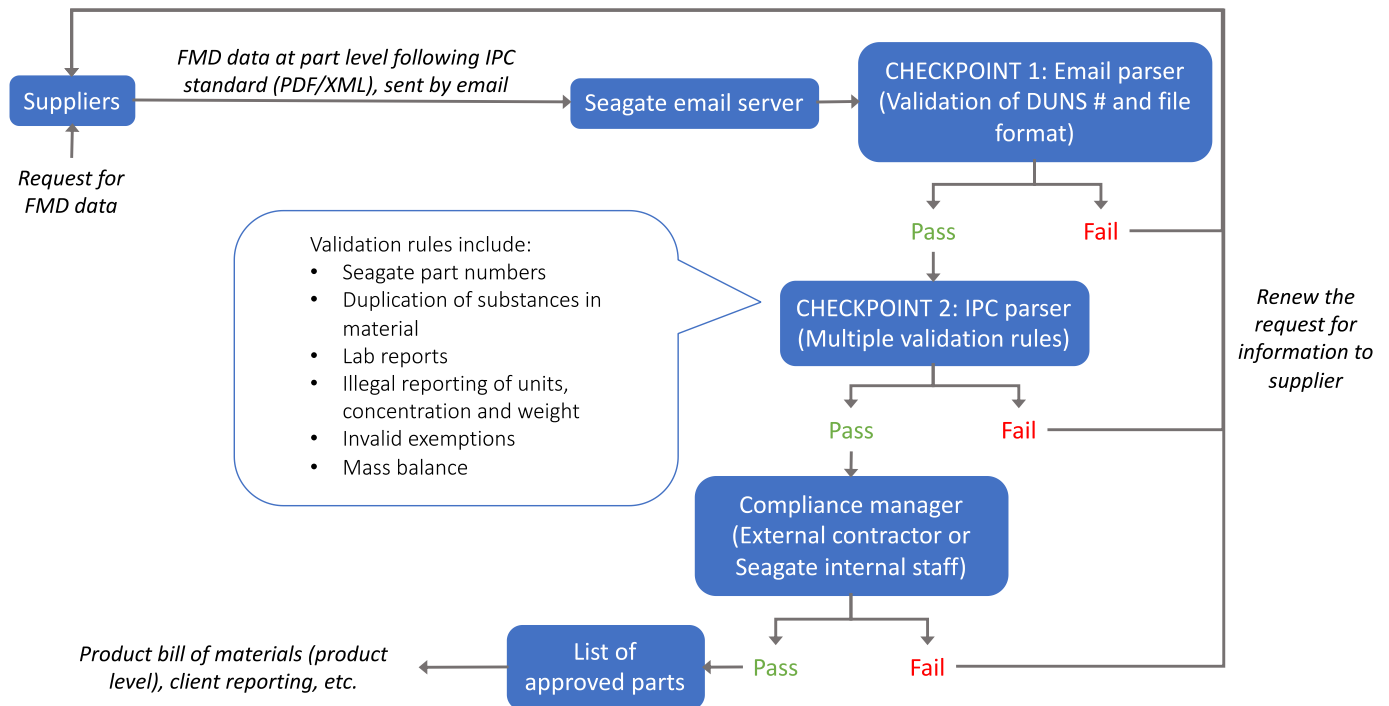 FMD data at part level following IPC
standard (PDF/XML), sent by email
Suppliers
Seagate email server
CHECKPOINT 1: Email parser
(Validation of DUNS # and file
format)
Request for
FMD data
Pass
Fail
Validation rules include:
• Seagate part numbers
• Duplication of substances in
material
• Lab reports
• Illegal reporting of units,
concentration and weight
• Invalid exemptions
• Mass balance
CHECKPOINT 2: IPC parser
(Multiple validation rules)
Renew the
request for
information to
supplier
Pass
Fail
Compliance manager
(External contractor or
Seagate internal staff)
Pass
Fail
List of
approved parts
Product bill of materials (product
level), client reporting, etc.